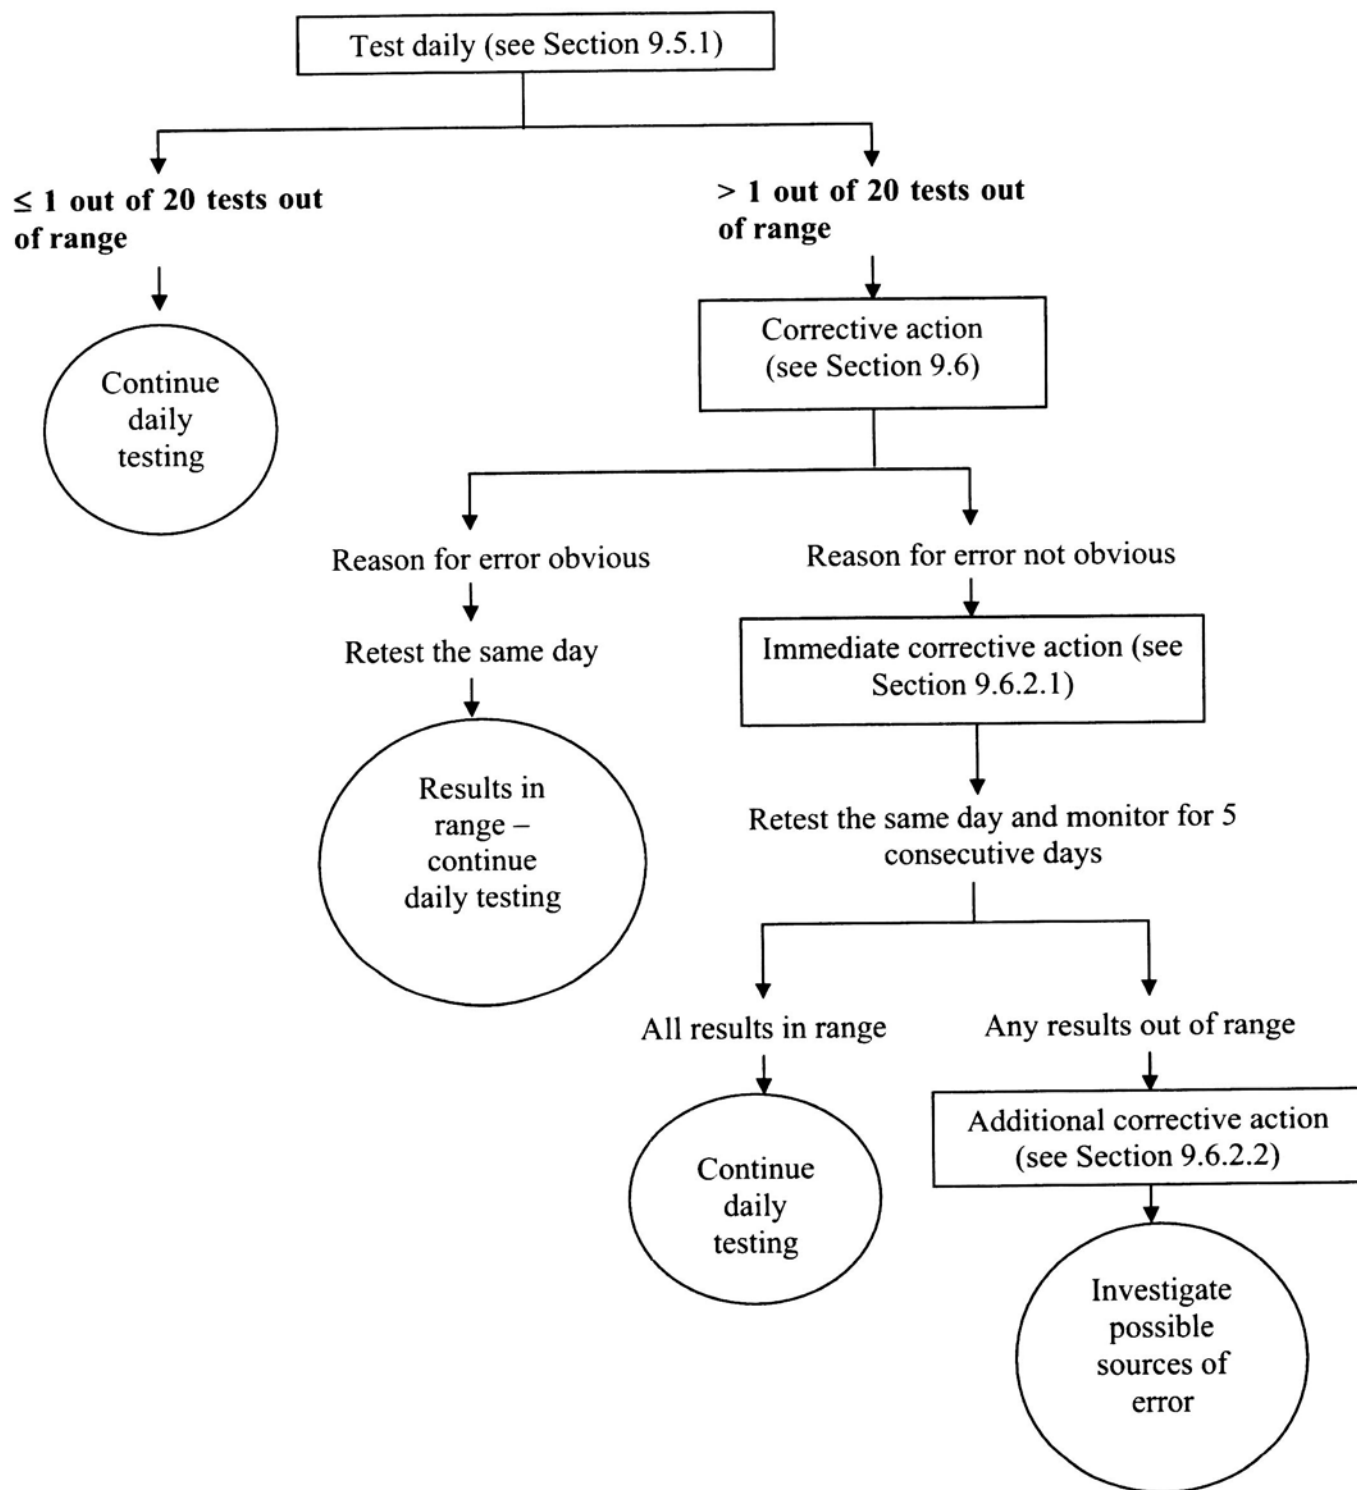 Test daily (see Section 9.5.1)
≤ 1 out of 20 tests out
of range
> 1 out of 20 tests out
of range
Continue
daily
testing
Corrective action
(see Section 9.6)
Reason for error obvious
Reason for error not obvious
Retest the same day
Immediate corrective action (see
Section 9.6.2.1)
Results in
range –
continue
daily testing
Retest the same day and monitor for 5
consecutive days
All results in range
Any results out of range
Continue
daily
testing
Additional corrective action
(see Section 9.6.2.2)
Investigate
possible
sources of
error